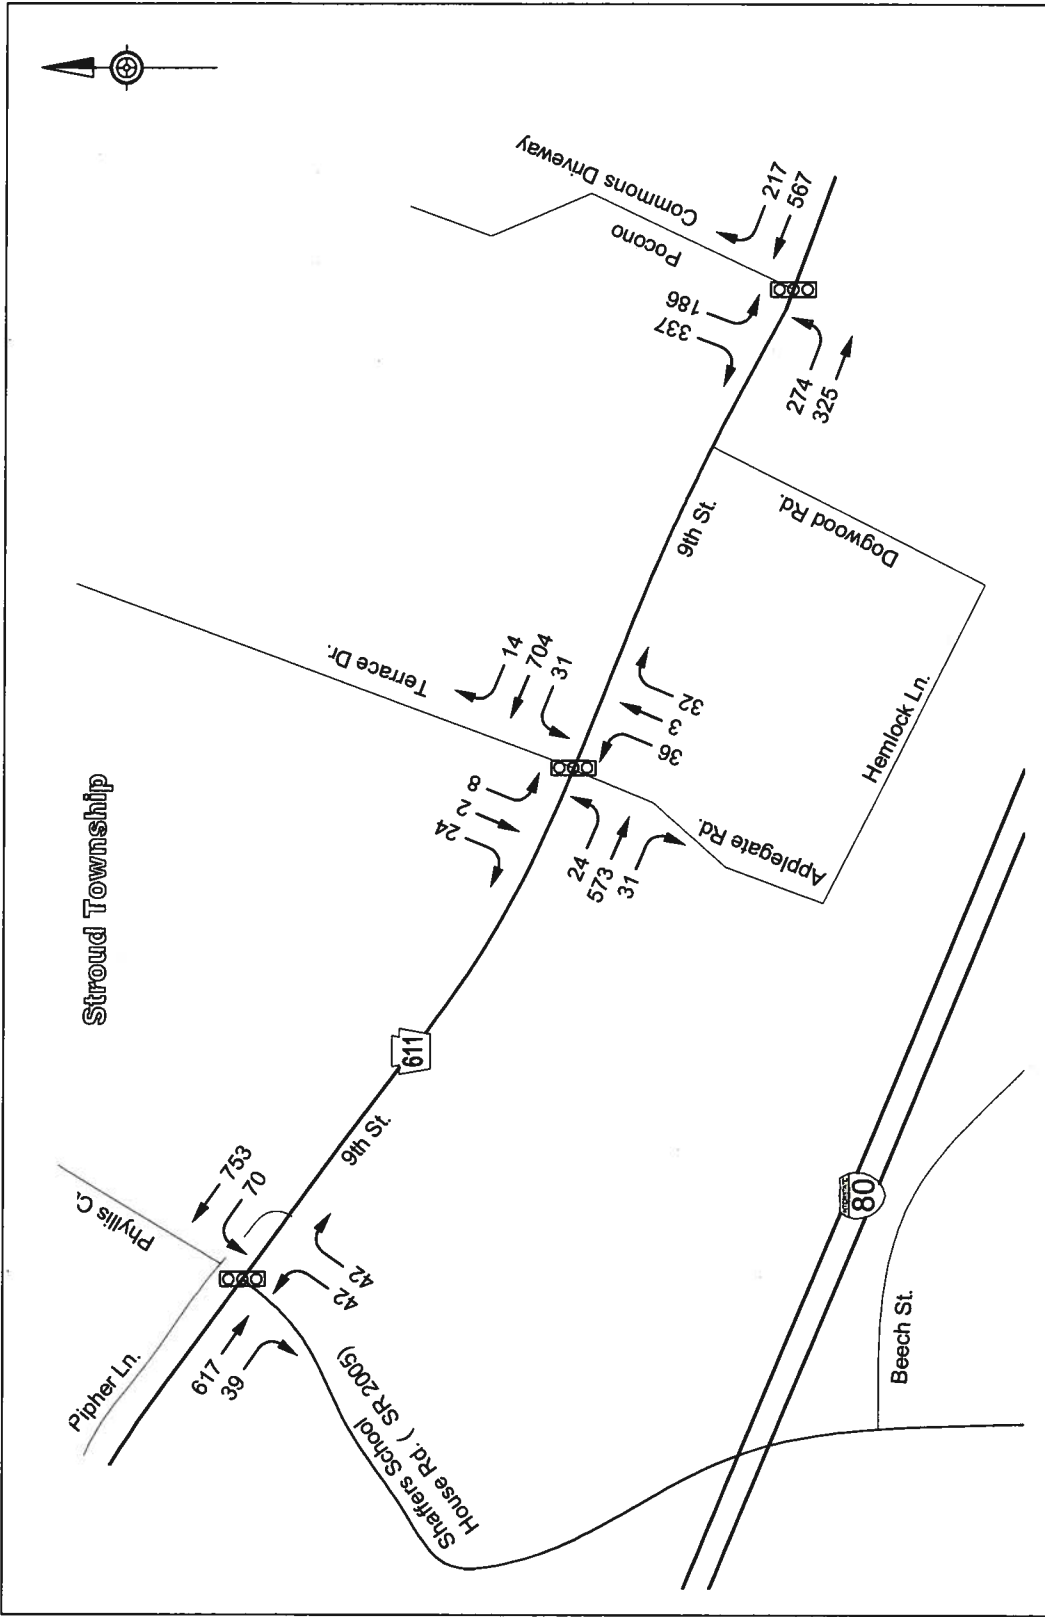 Stroud Township
Pipher Ln.
Phyllis C
753
70
617
39
42
42
9th St.
611
Shaffers School
House Rd. ( SR 2005)
Terrace Dr.
14
704
31
8
2
24
24
573
31
32
3
36
Applegate Rd.
Hemlock Ln.
Dogwood Rd.
9th St.
Pocono
Commons Driveway
217
567
186
337
274
325
80
Beech St.